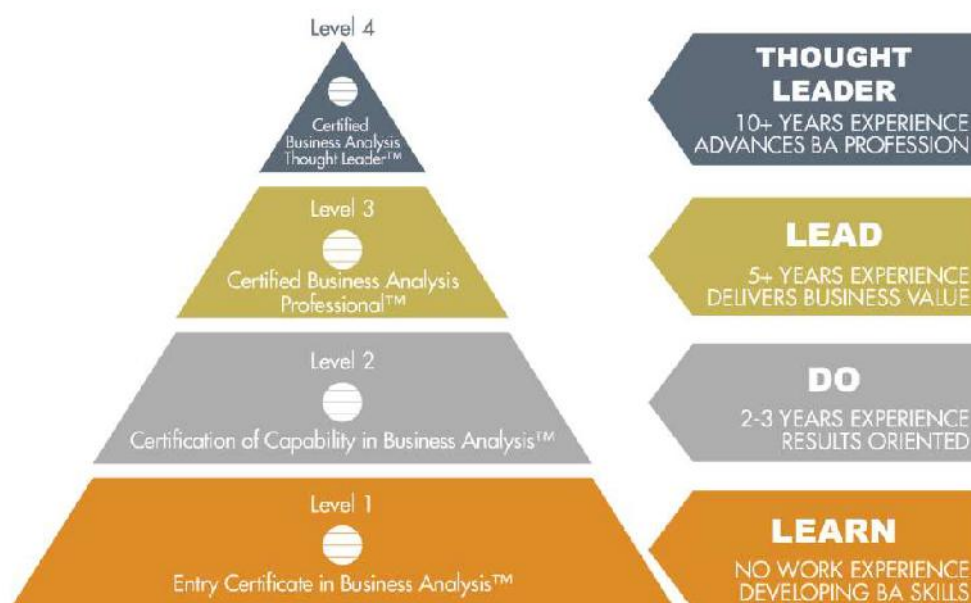 Level 4
Certified
Business Analysis
Thought Leader™
THOUGHT
LEADER
10+ YEARS EXPERIENCE
ADVANCES BA PROFESSION
Level 3
Certified Business Analysis
Professional™
LEAD
5+ YEARS EXPERIENCE
DELIVERS BUSINESS VALUE
Level 2
Certification of Capability in Business Analysis™
DO
2-3 YEARS EXPERIENCE
RESULTS ORIENTED
Level 1
Entry Certificate in Business Analysis™
LEARN
NO WORK EXPERIENCE
DEVELOPING BA SKILLS